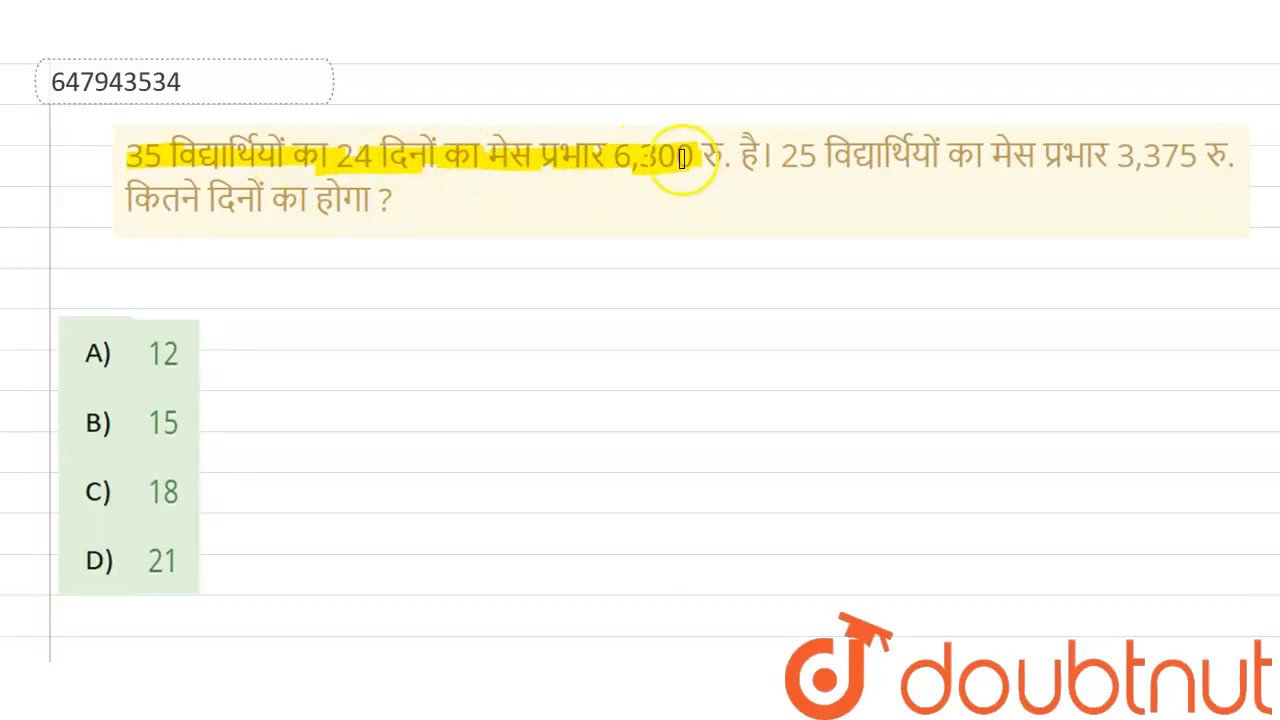 647943534
35 विद्यार्थियों का 24 दिनों का मेस प्रभार 6,300 रु. है। 25 विद्यार्थियों का मेस प्रभार 3,375 रु.
कितने दिनों का होगा ?
A) 12
B) 15
C) 18
D) 21
doubtnut